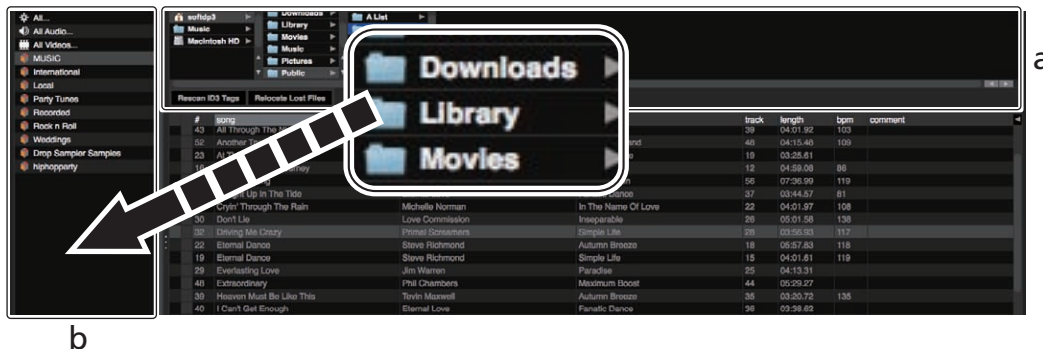 All...
All Audio...
All Videos...
MUSIC
International
Local
Party Tunes
Recorded
Rock n Roll
Weddings
Drop Sampler Samples
hiphopparty
softdp3
Music
Macintosh HD
Downloads
Library
Movies
Music
Pictures
Public
A List
Rescan ID3 Tags Relocate Lost Files
Downloads
Library
Movies
a
# song track length bpm comment
43 All Through The 39 04:01.92 103
52 Another 48 04:15.48 109
23 19 03:25.61
12 04:59.08 86
56 07:36.99 119
Up In The Tide Dance 37 03:44.57 81
Cryin' Through The Rain Michelle Norman In The Name Of Love 22 04:01.97 108
30 Don't Lie Love Commission Inseparable 26 05:01.58 138
32 Driving Me Crazy Primal Screamers Simple Life 28 03:56.93 117
22 Eternal Dance Steve Richmond Autumn Breeze 18 05:57.83 118
19 Eternal Dance Steve Richmond Simple Life 15 04:01.61 119
29 Everlasting Love Jim Warren Paradise 25 04:13.31
48 Extraordinary Phil Chambers Maximum Boost 44 05:29.27
39 Heaven Must Be Like This Tevin Maxwell Autumn Breeze 35 03:20.72 135
40 I Can't Get Enough Eternal Love Fanatic Dance 36 03:38.62
b